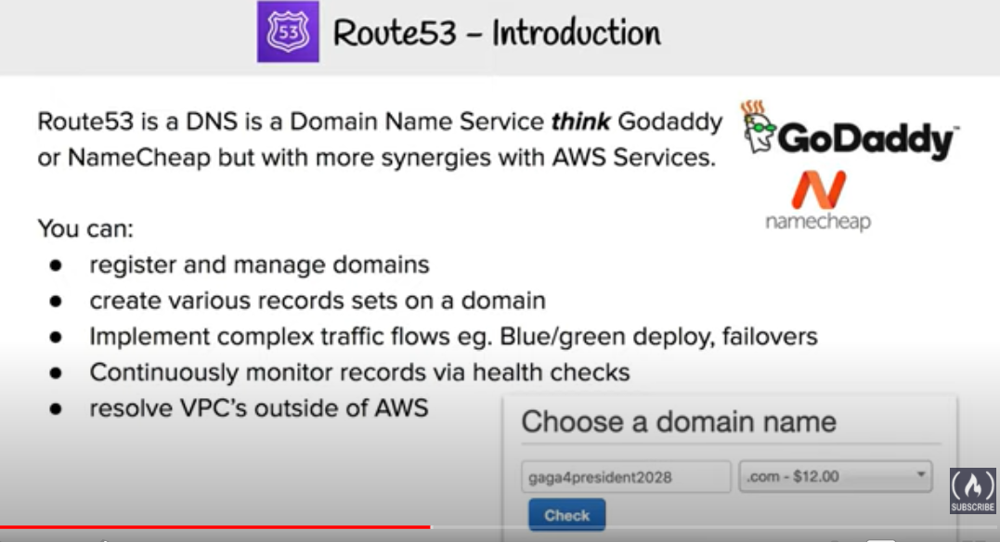 53
Route53 – Introduction
Route53 is a DNS is a Domain Name Service think Godaddy
or NameCheap but with more synergies with AWS Services.
GoDaddy™
namecheap
You can:
● register and manage domains
● create various records sets on a domain
● Implement complex traffic flows eg. Blue/green deploy, failovers
● Continuously monitor records via health checks
● resolve VPC's outside of AWS
Choose a domain name
gaga4president2028
.com - $12.00
Check
SUBSCRIBE